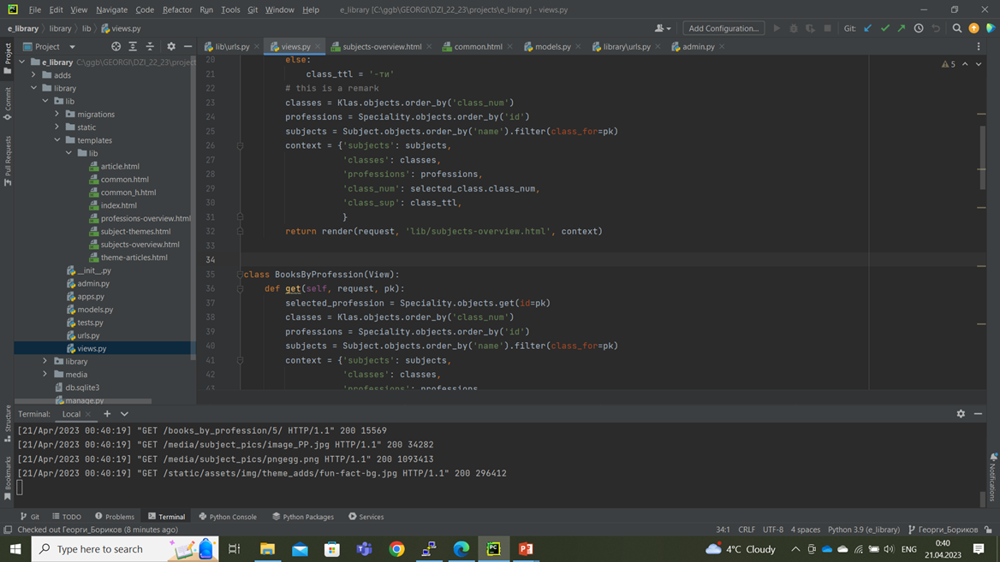 File Edit View Navigate Code Refactor Run Tools Git Window Help e_library [C:\ggb\GEORGI\DZI_22_23\projects\e_library] - views.py
e_library library lib views.py Add Configuration... Git:
Project lib\urls.py views.py subjects-overview.html common.html models.py library\urls.py admin.py
Project
Commit
Pull Requests
Structure
Bookmarks
Notifications
e_library C:\ggb\GEORGI\DZI_22_23\project
adds
library
lib
migrations
static
templates
lib
article.html
common.html
common_h.html
index.html
professions-overview.html
subject-themes.html
subjects-overview.html
theme-articles.html
__init__.py
admin.py
apps.py
models.py
tests.py
urls.py
views.py
library
media
db.sqlite3
manage.py
5
20 else:
21 class_ttl = '-ти'
22 # this is a remark
23 classes = Klas.objects.order_by('class_num')
24 professions = Speciality.objects.order_by('id')
25 subjects = Subject.objects.order_by('name').filter(class_for=pk)
26 context = {'subjects': subjects,
27 'classes': classes,
28 'professions': professions,
29 'class_num': selected_class.class_num,
30 'class_sup': class_ttl,
31 }
32 return render(request, 'lib/subjects-overview.html', context)
33
34
35 class BooksByProfession(View):
36 def get(self, request, pk):
37 selected_profession = Speciality.objects.get(id=pk)
38 classes = Klas.objects.order_by('class_num')
39 professions = Speciality.objects.order_by('id')
40 subjects = Subject.objects.order_by('name').filter(class_for=pk)
41 context = {'subjects': subjects,
42 'classes': classes,
43 'professions': professions
Terminal: Local
[21/Apr/2023 00:40:19] "GET /books_by_profession/5/ HTTP/1.1" 200 15569
[21/Apr/2023 00:40:19] "GET /media/subject_pics/image_PP.jpg HTTP/1.1" 200 34282
[21/Apr/2023 00:40:19] "GET /media/subject_pics/pngegg.png HTTP/1.1" 200 1093413
[21/Apr/2023 00:40:19] "GET /static/assets/img/theme_adds/fun-fact-bg.jpg HTTP/1.1" 200 296412
Git TODO Problems Terminal Python Console Python Packages Services
Checked out Георги_Бориков (8 minutes ago) 34:1 CRLF UTF-8 4 spaces Python 3.9 (e_library) Георги_Бориков
Type here to search 4°C Cloudy ENG 0:40
21.04.2023